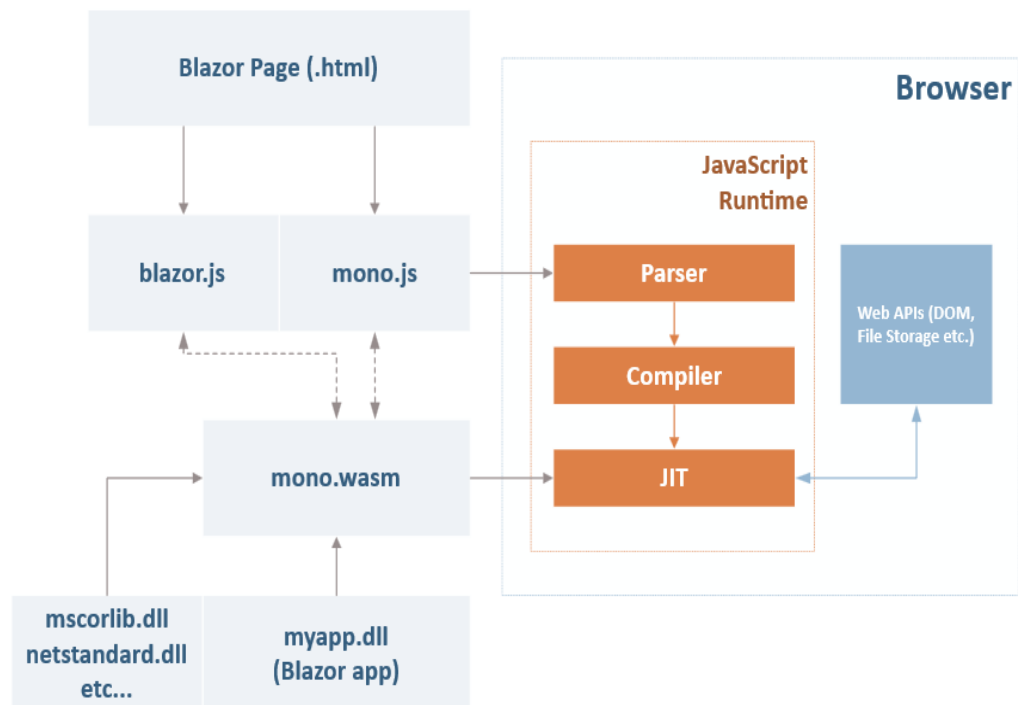 Blazor Page (.html)
Browser
JavaScript
Runtime
blazor.js
mono.js
Parser
Web APIs (DOM,
File Storage etc.)
Compiler
mono.wasm
JIT
mscorlib.dll
netstandard.dll
etc...
myapp.dll
(Blazor app)